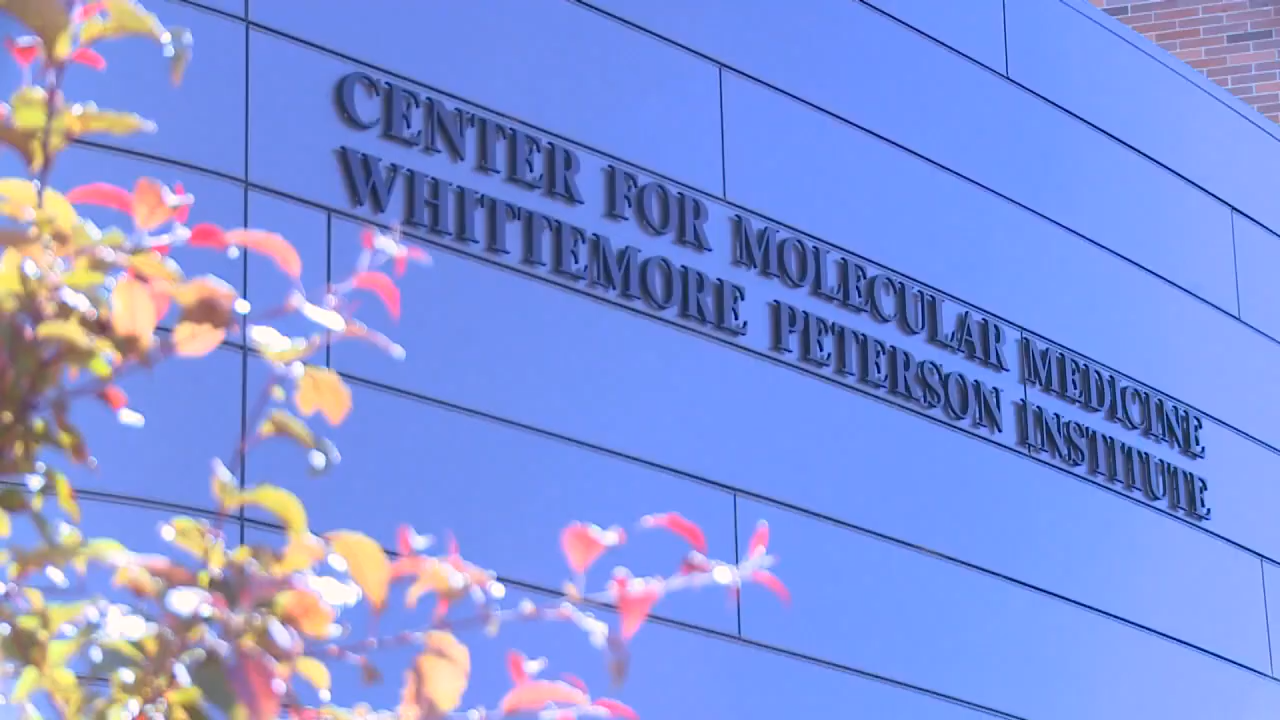 CENTER FOR MOLECULAR MEDICINE
WHITTEMORE PETERSON INSTITUTE